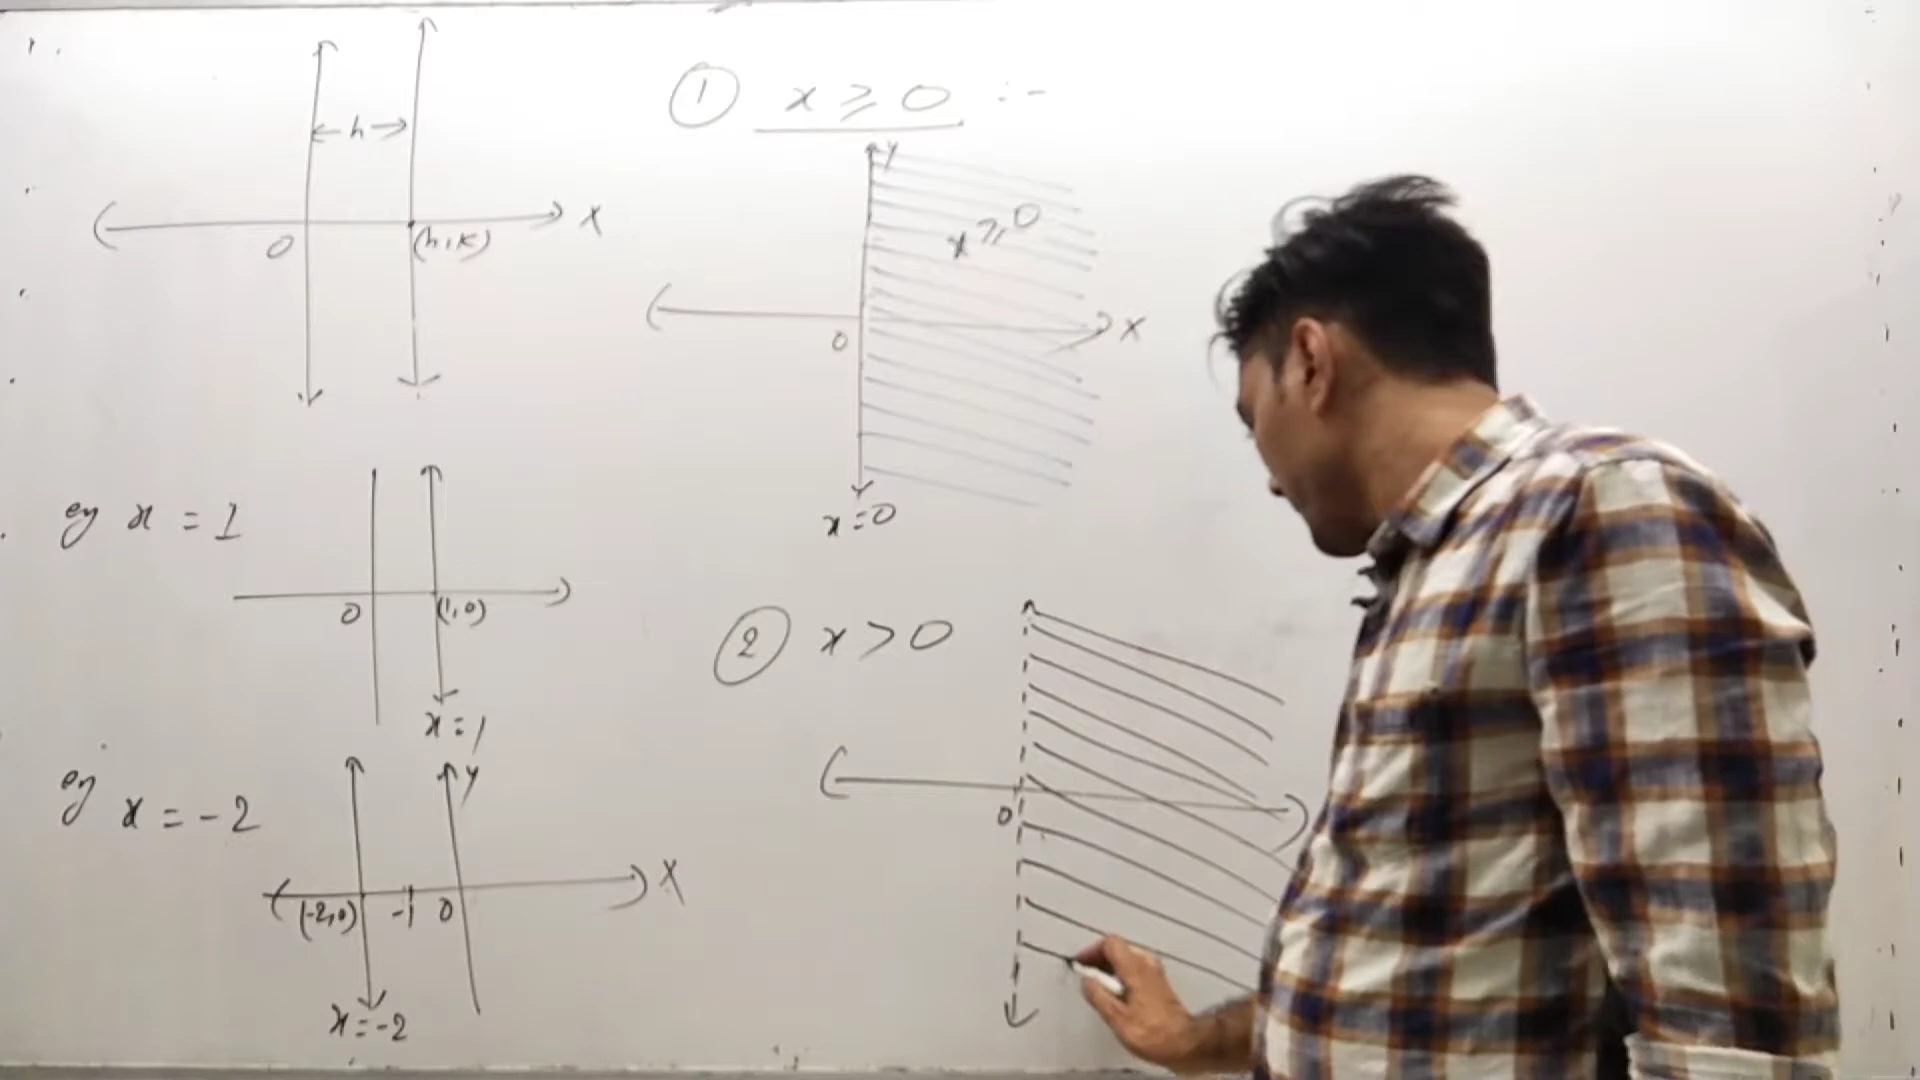 ← h →
X
0
(h, k)
eg x = 1
0
(1,0)
x = 1
eg x = -2
Y
X
(-2,0)
-1
0
x = -2
① x ≥ 0 :-
Y
x ≥ 0
X
0
x = 0
② x > 0
0